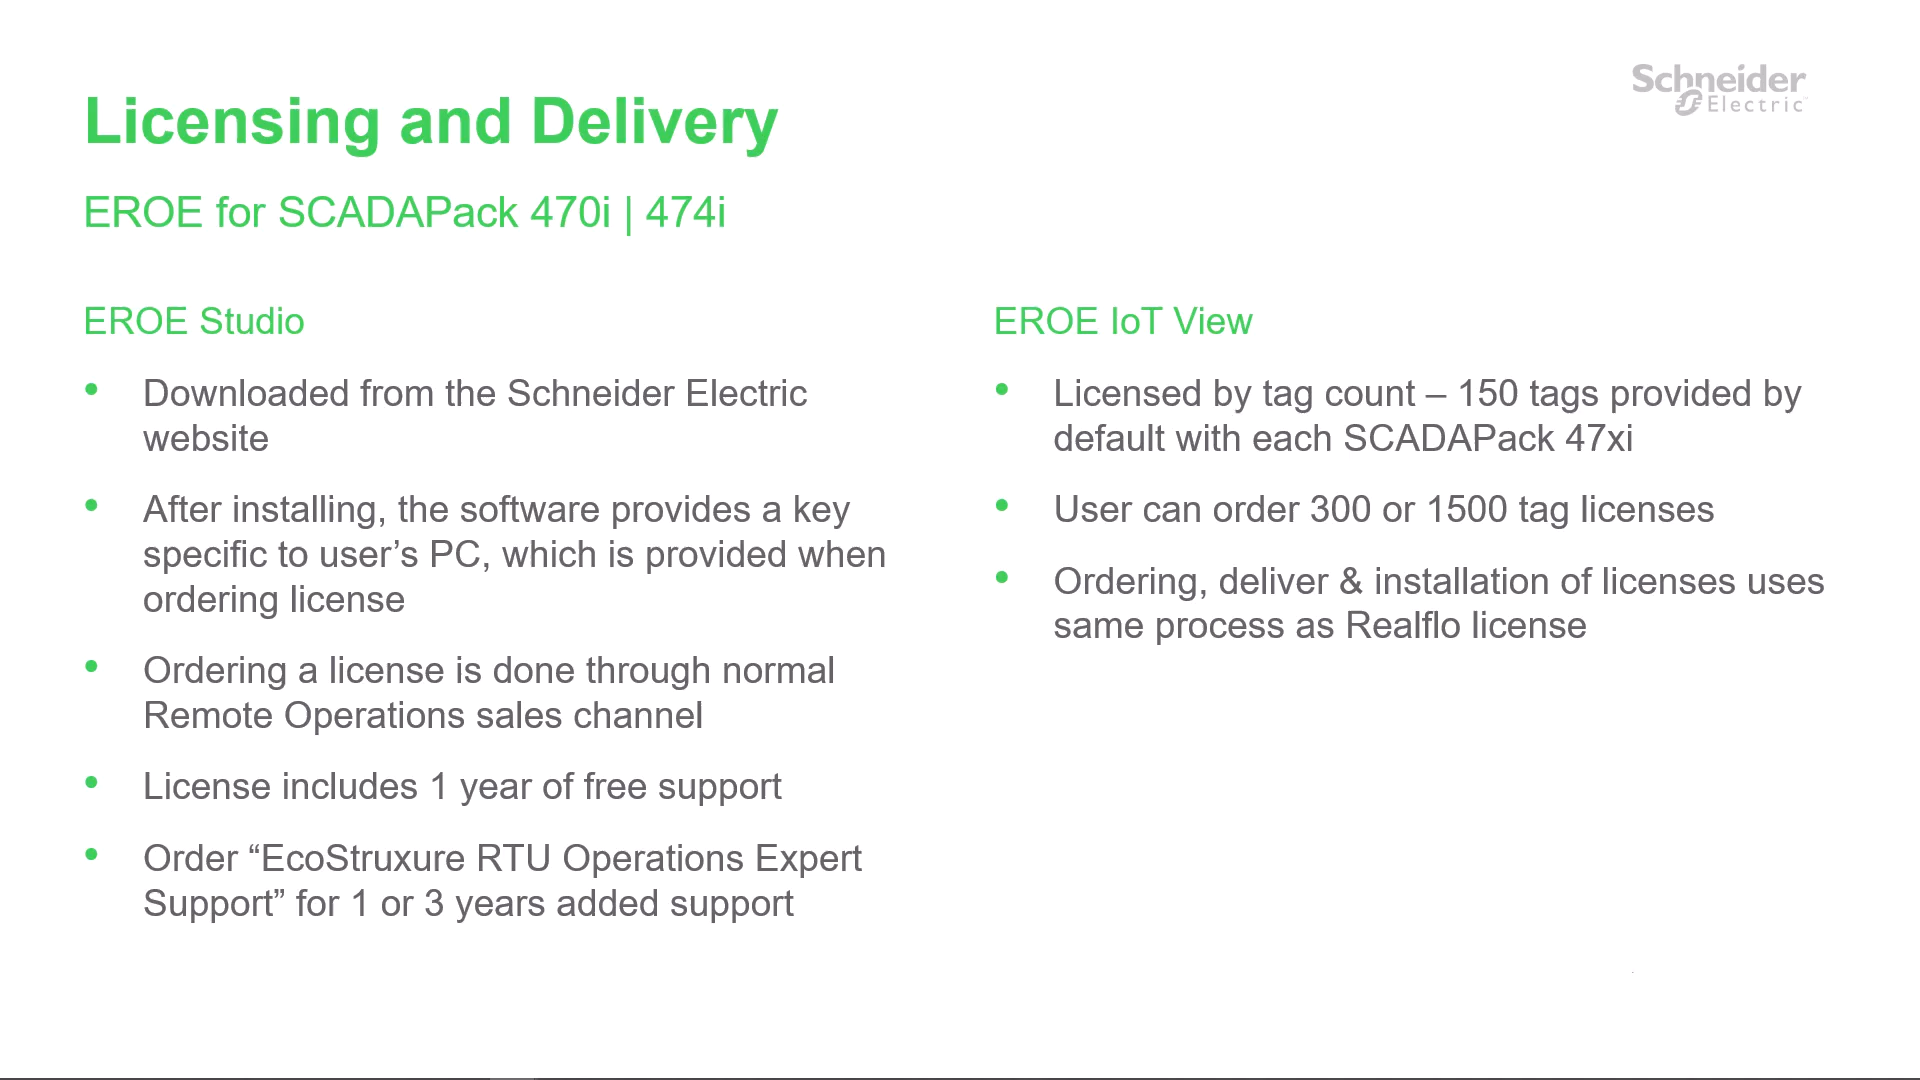 Schneider
Electric
Licensing and Delivery
EROE for SCADAPack 470i | 474i
EROE Studio
• Downloaded from the Schneider Electric
website
• After installing, the software provides a key
specific to user’s PC, which is provided when
ordering license
• Ordering a license is done through normal
Remote Operations sales channel
• License includes 1 year of free support
• Order “EcoStruxure RTU Operations Expert
Support” for 1 or 3 years added support
EROE IoT View
• Licensed by tag count – 150 tags provided by
default with each SCADAPack 47xi
• User can order 300 or 1500 tag licenses
• Ordering, deliver & installation of licenses uses
same process as Realflo license